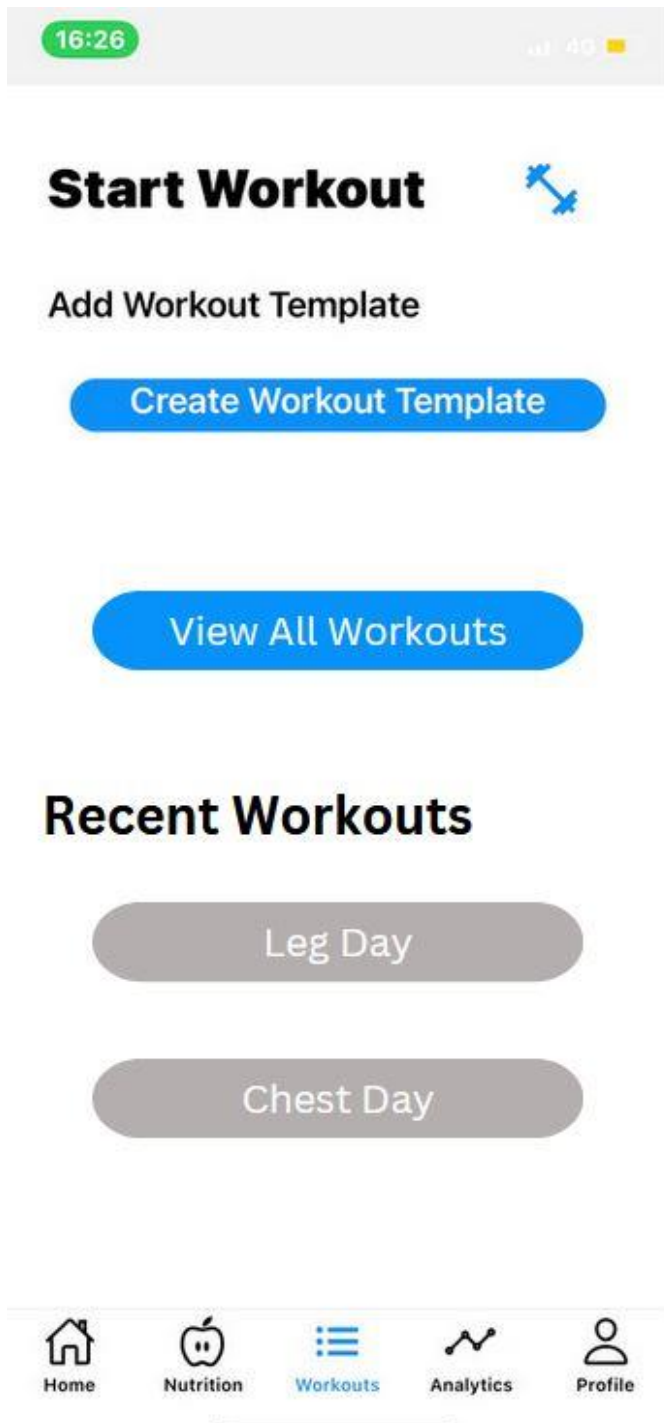 16:26
4G
Start Workout
Add Workout Template
Create Workout Template
View All Workouts
Recent Workouts
Leg Day
Chest Day
Home Nutrition Workouts Analytics Profile